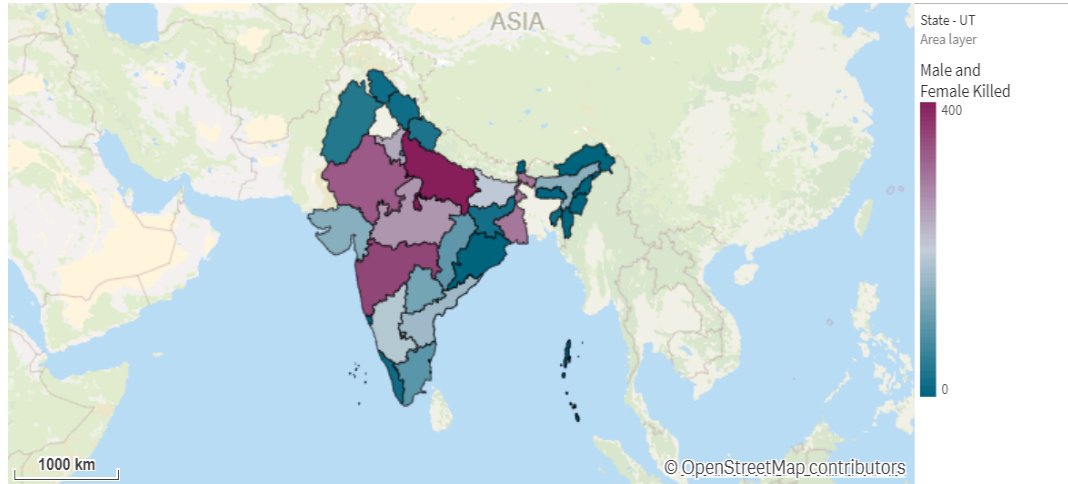 ASIA
1000 km
© OpenStreetMap contributors
State - UT
Area layer
Male and
Female Killed
400
0